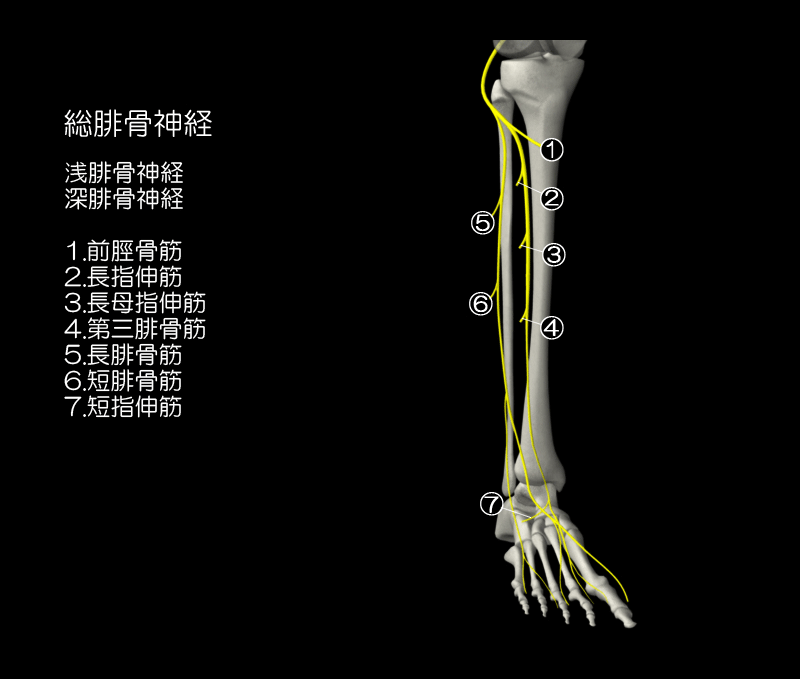 総腓骨神経
浅腓骨神経
深腓骨神経
1.前脛骨筋
2.長指伸筋
3.長母指伸筋
4.第三腓骨筋
5.長腓骨筋
6.短腓骨筋
7.短指伸筋
①
②
⑤
③
⑥
④
⑦